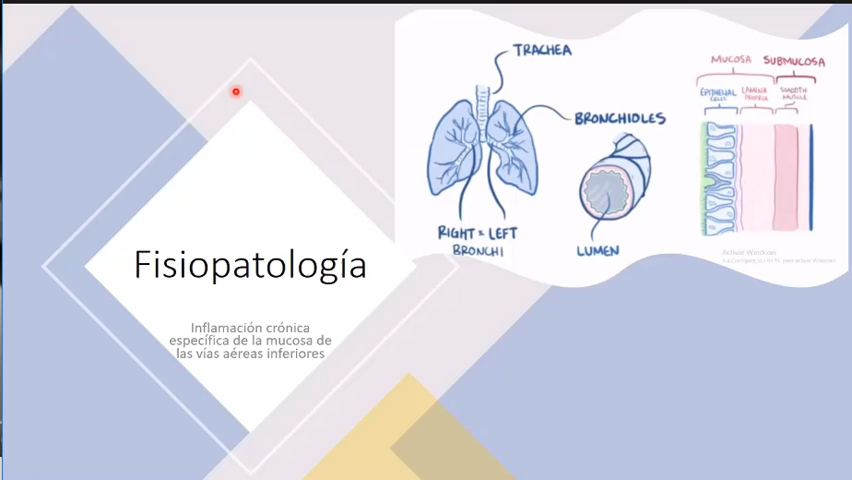 TRACHEA
BRONCHIOLES
RIGHT & LEFT
BRONCHI
LUMEN
MUCOSA SUBMUCOSA
EPITHELIAL
CELLS
LAMINA
PROPRIA
SMOOTH
MUSCLE
Activar Windows
Fisiopatología
Inflamación crónica
específica de la mucosa de
las vías aéreas inferiores